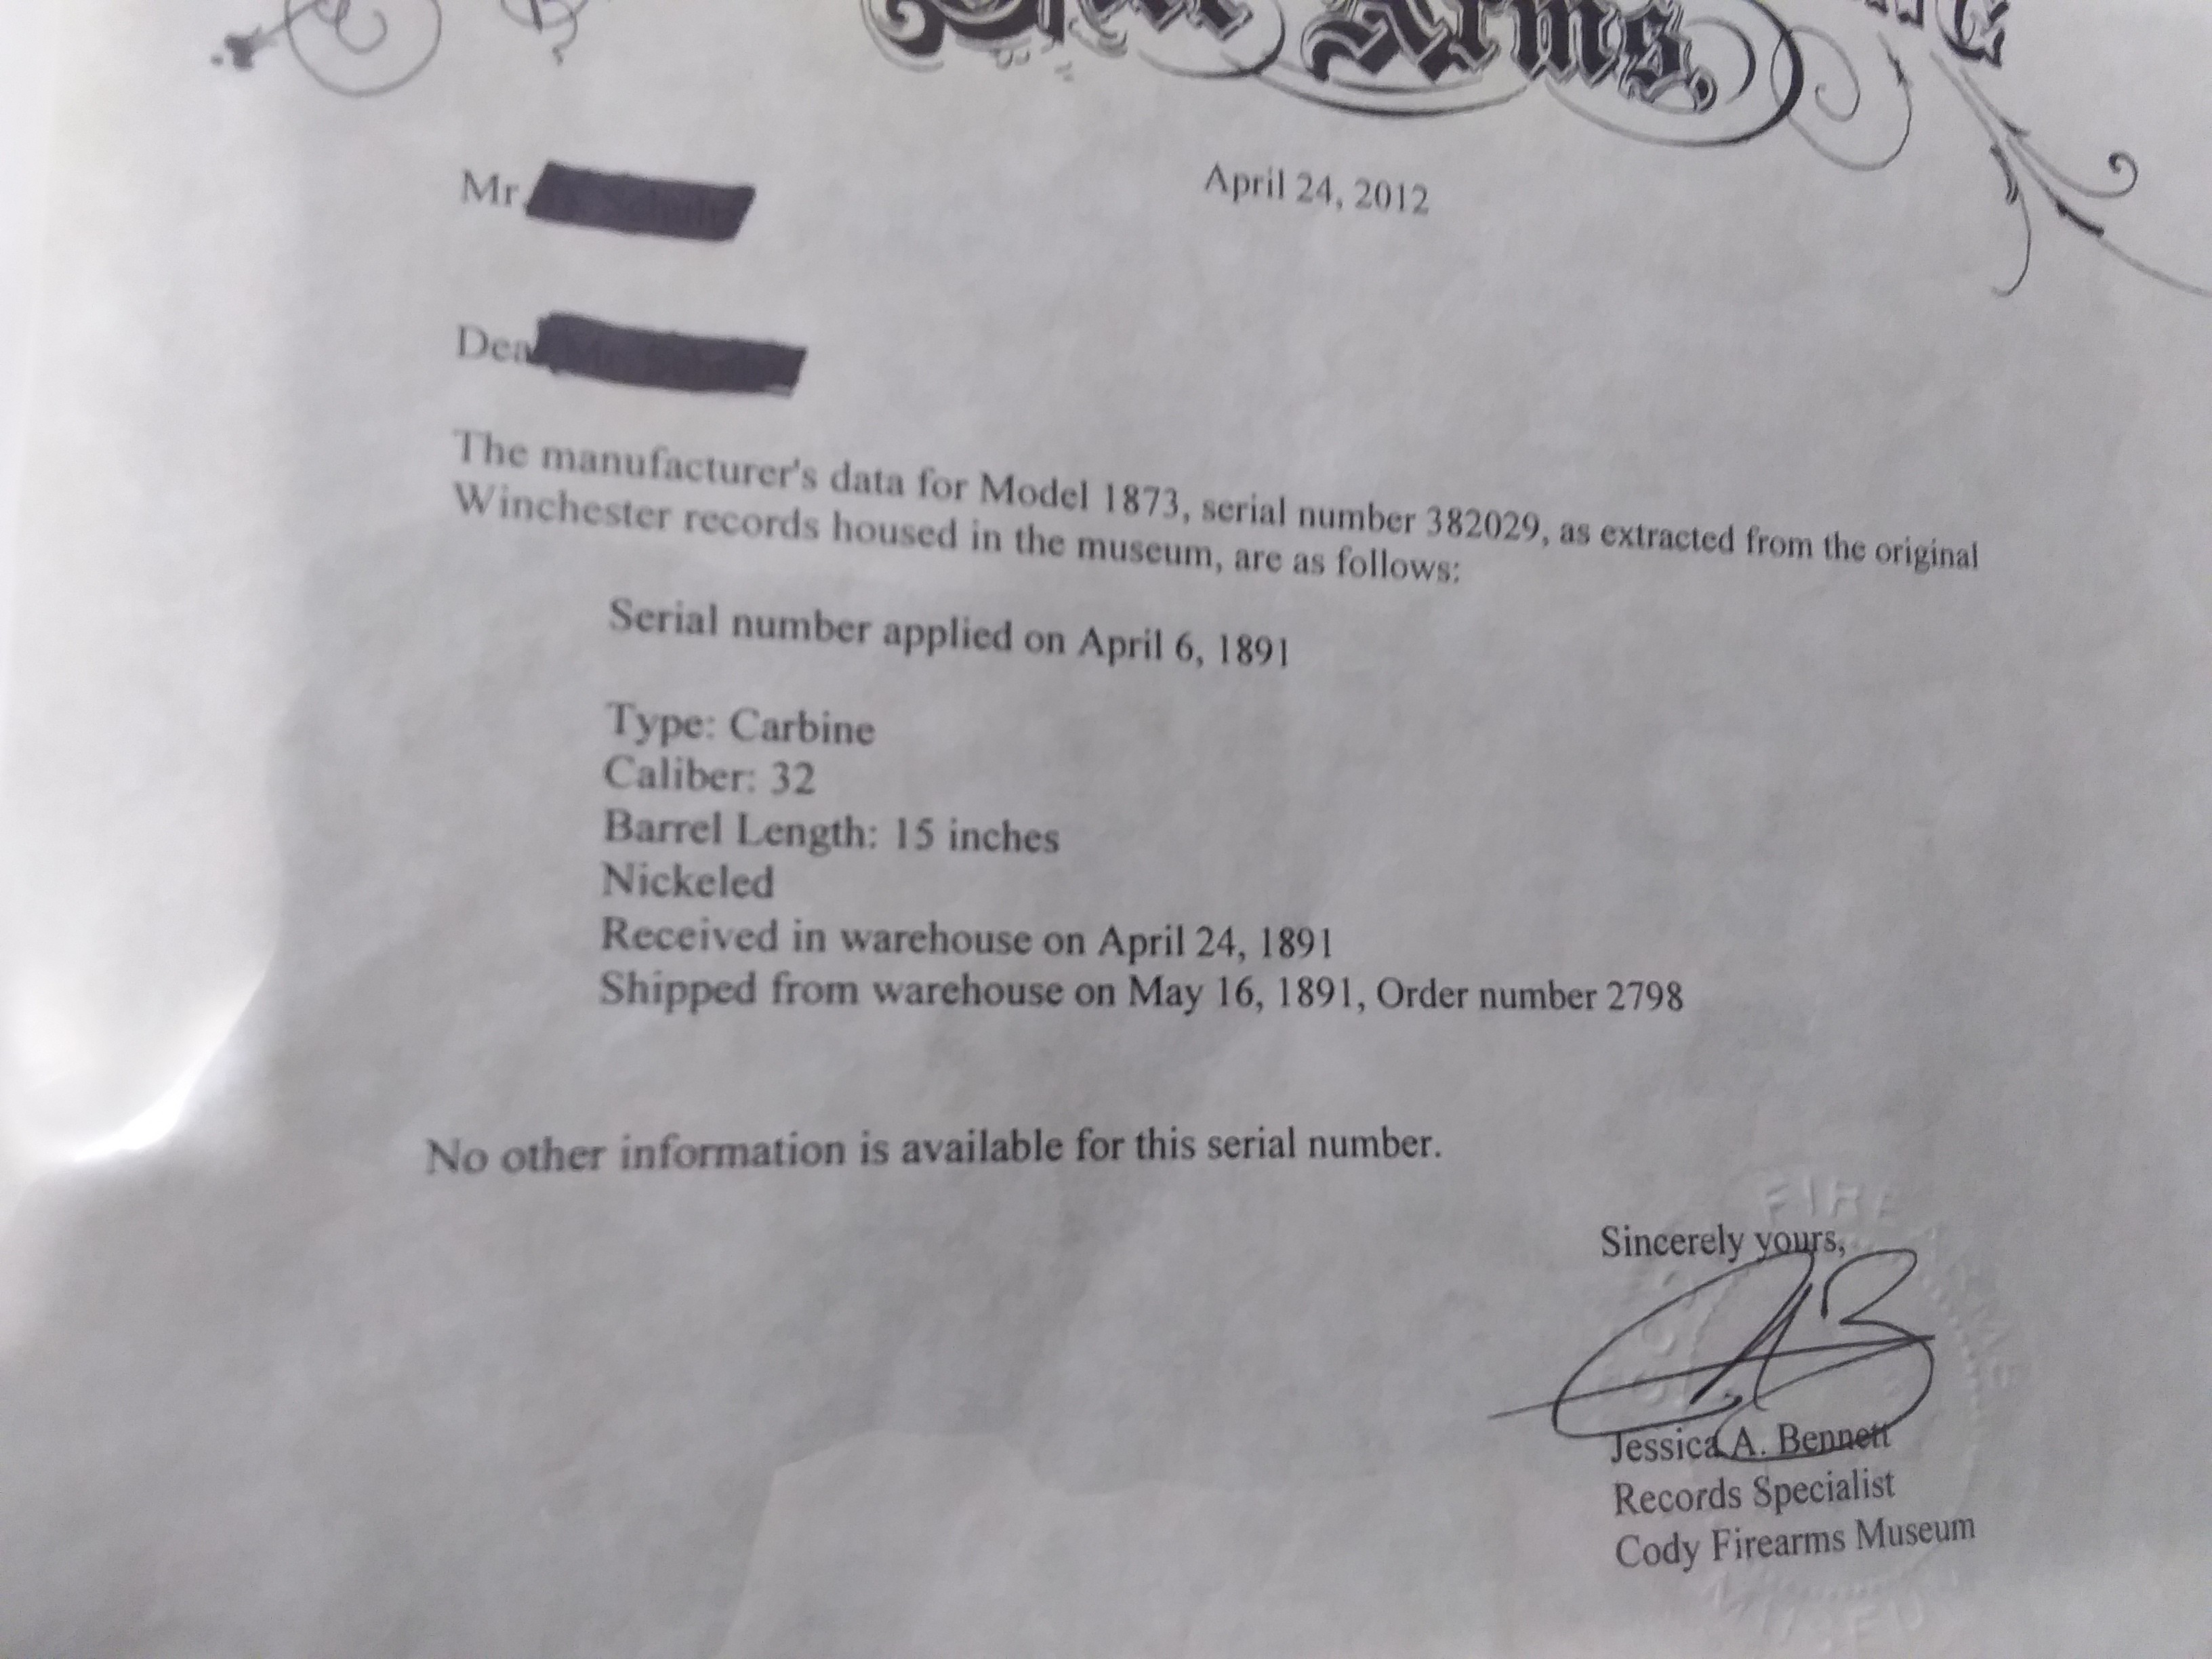 Arms,
Mr.
April 24, 2012
Dear
The manufacturer's data for Model 1873, serial number 382029, as extracted from the original
Winchester records housed in the museum, are as follows:
Serial number applied on April 6, 1891
Type: Carbine
Caliber: 32
Barrel Length: 15 inches
Nickeled
Received in warehouse on April 24, 1891
Shipped from warehouse on May 16, 1891, Order number 2798
No other information is available for this serial number.
Sincerely yours,
Jessica A. Bennett
Records Specialist
Cody Firearms Museum